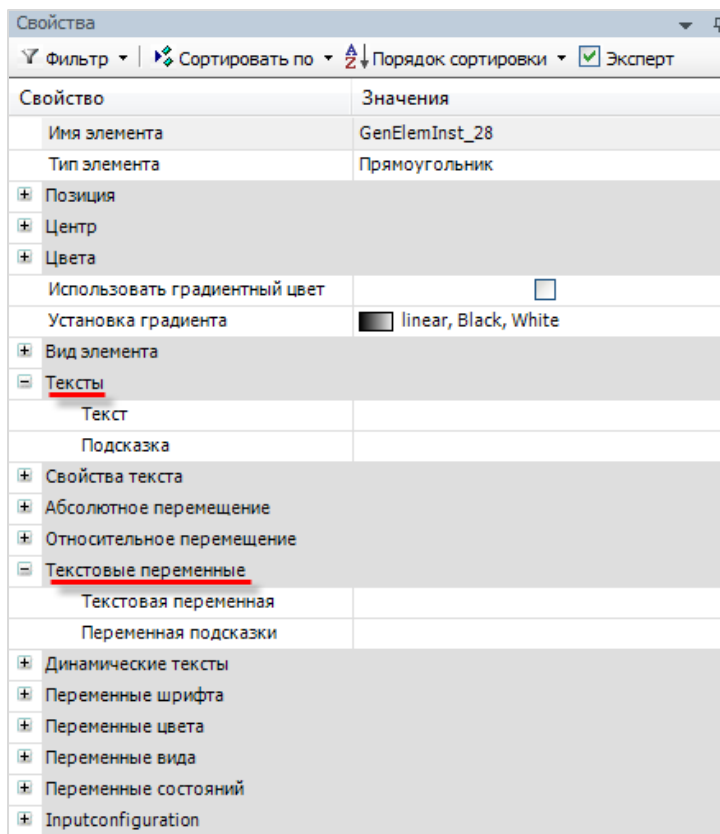 Свойства
Фильтр Сортировать по Порядок сортировки Эксперт
Свойство Значения
Имя элемента GenElemInst_28
Тип элемента Прямоугольник
Позиция
Центр
Цвета
Использовать градиентный цвет
Установка градиента linear, Black, White
Вид элемента
Тексты
Текст
Подсказка
Свойства текста
Абсолютное перемещение
Относительное перемещение
Текстовые переменные
Текстовая переменная
Переменная подсказки
Динамические тексты
Переменные шрифта
Переменные цвета
Переменные вида
Переменные состояний
Inputconfiguration